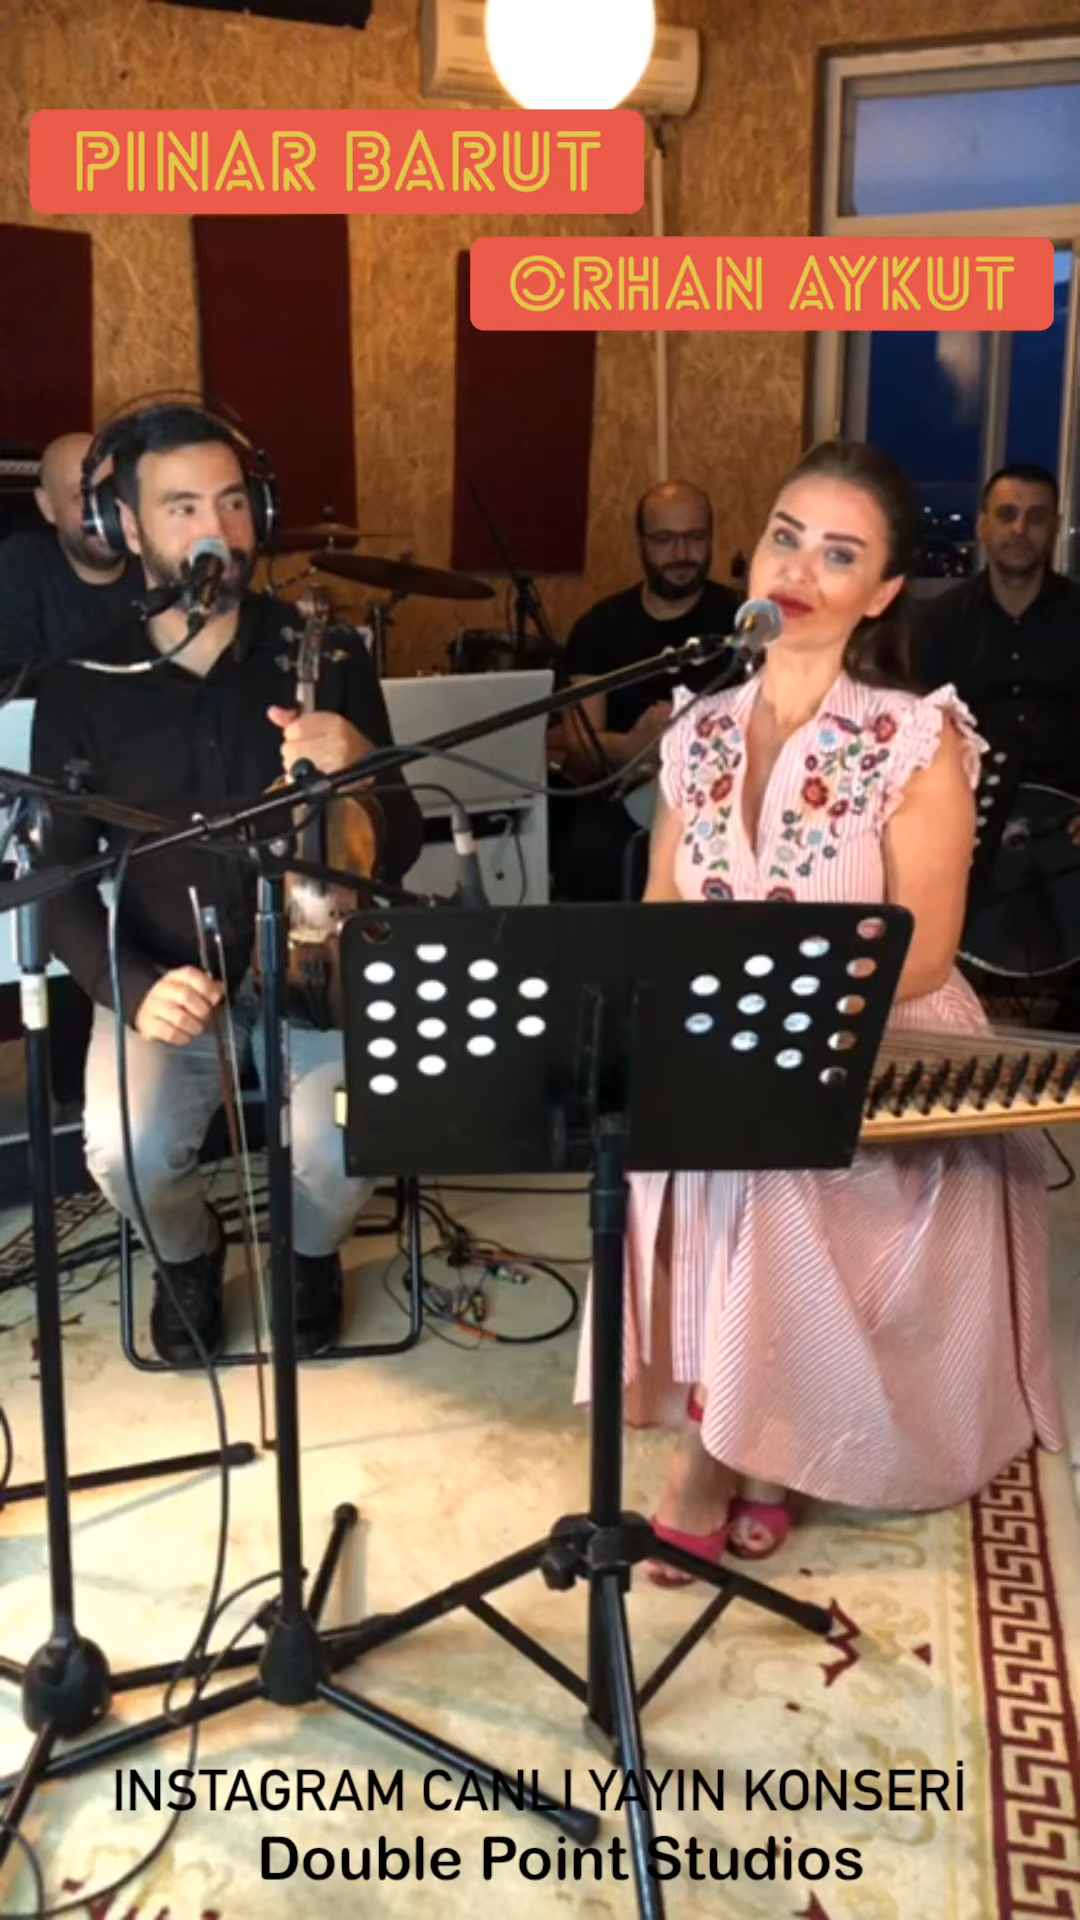 PINAR BARUT
ORHAN AYKUT
INSTAGRAM CANLI YAYIN KONSERİ
Double Point Studios